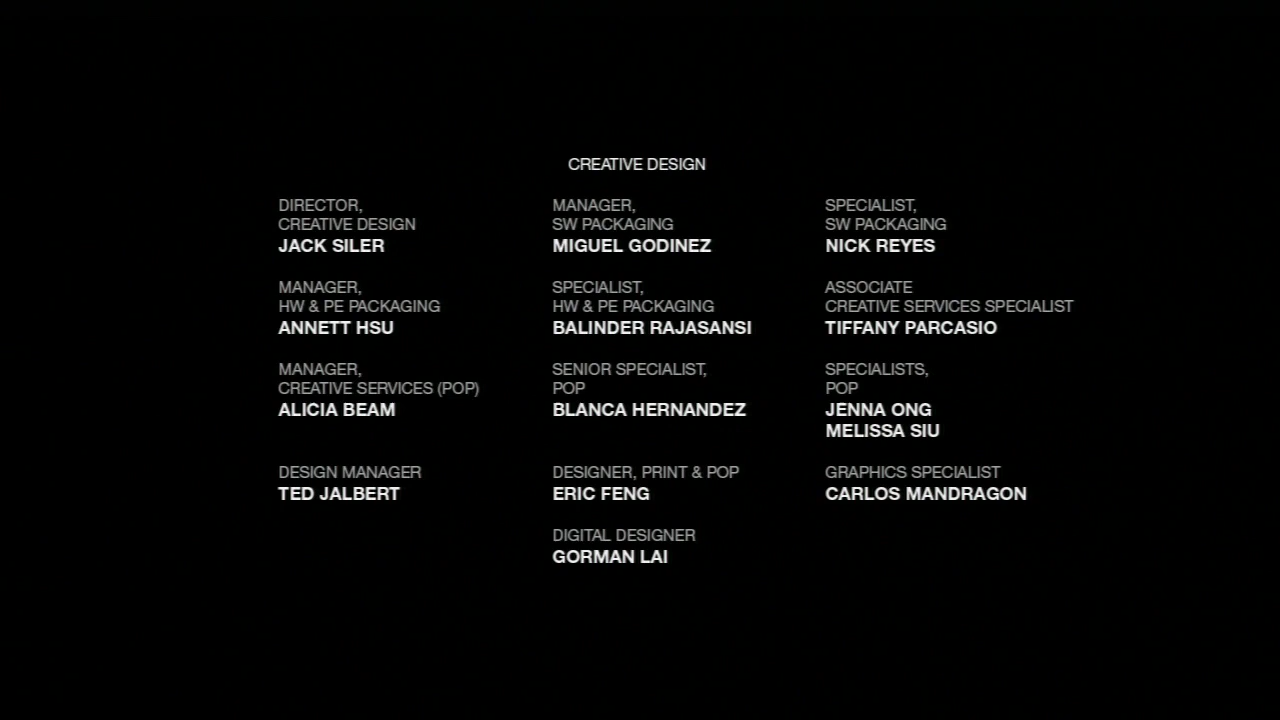 CREATIVE DESIGN
DIRECTOR,
CREATIVE DESIGN
JACK SILER
MANAGER,
SW PACKAGING
MIGUEL GODINEZ
SPECIALIST,
SW PACKAGING
NICK REYES
MANAGER,
HW & PE PACKAGING
ANNETT HSU
SPECIALIST,
HW & PE PACKAGING
BALINDER RAJASANSI
ASSOCIATE
CREATIVE SERVICES SPECIALIST
TIFFANY PARCASIO
MANAGER,
CREATIVE SERVICES (POP)
ALICIA BEAM
SENIOR SPECIALIST,
POP
BLANCA HERNANDEZ
SPECIALISTS,
POP
JENNA ONG
MELISSA SIU
DESIGN MANAGER
TED JALBERT
DESIGNER, PRINT & POP
ERIC FENG
GRAPHICS SPECIALIST
CARLOS MANDRAGON
DIGITAL DESIGNER
GORMAN LAI